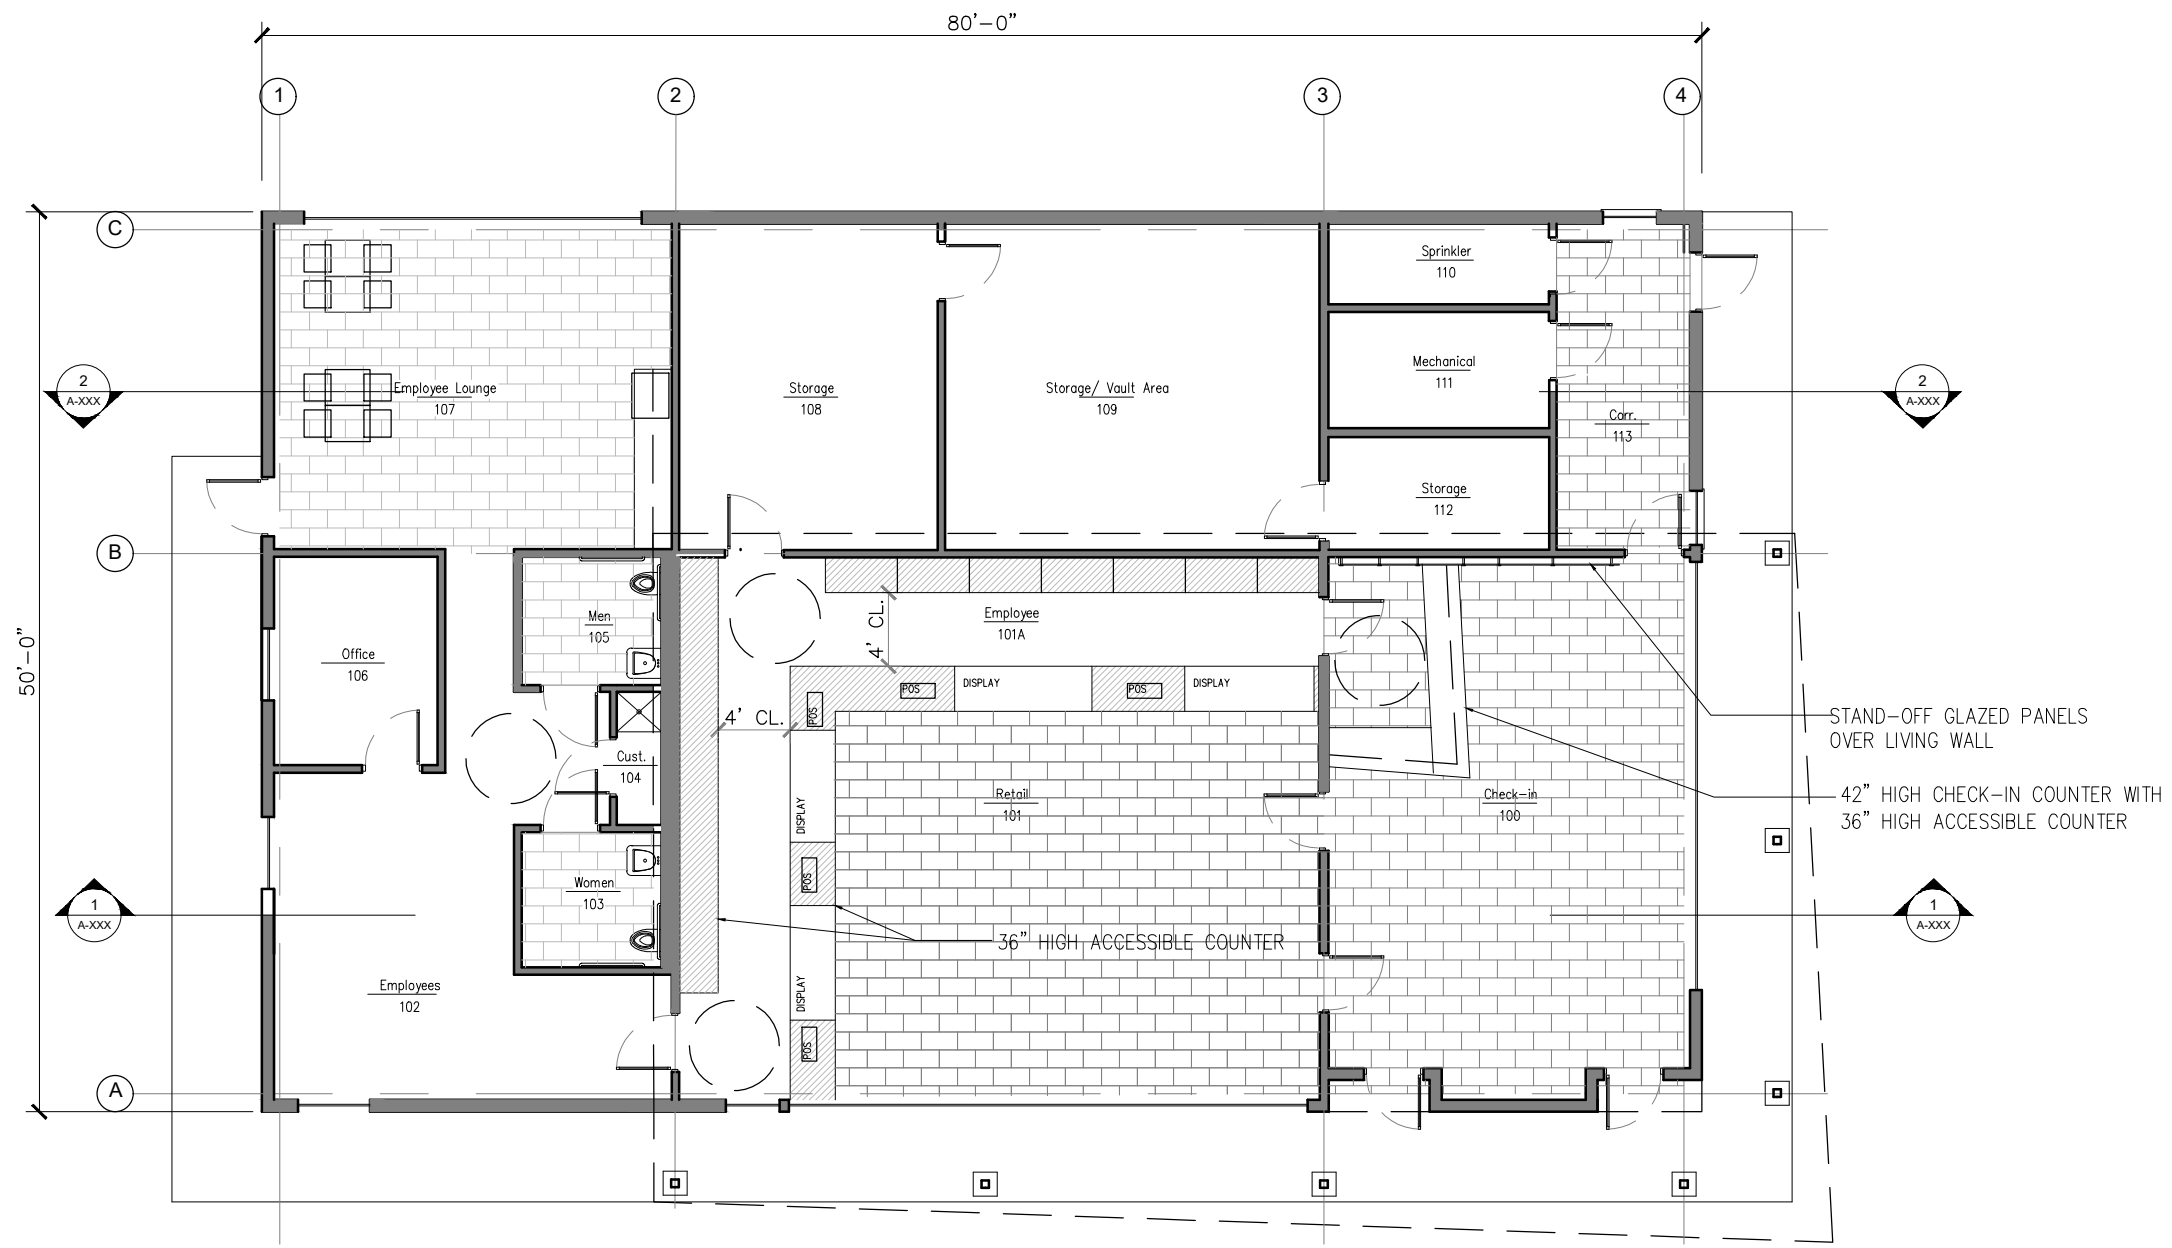 80'-0"
1
2
3
4
C
Sprinkler
110
Mechanical
111
2
A-XXX
Employee Lounge
107
Storage
108
Storage/ Vault Area
109
2
A-XXX
Corr.
113
Storage
112
B
50'-0"
Men
105
4' CL.
Employee
101A
Office
106
POS
DISPLAY
POS
DISPLAY
POS
4' CL.
STAND-OFF GLAZED PANELS
OVER LIVING WALL
Cust.
104
DISPLAY
Retail
101
Check-in
100
42" HIGH CHECK-IN COUNTER WITH
36" HIGH ACCESSIBLE COUNTER
Women
103
POS
1
A-XXX
1
A-XXX
36" HIGH ACCESSIBLE COUNTER
Employees
102
DISPLAY
POS
A